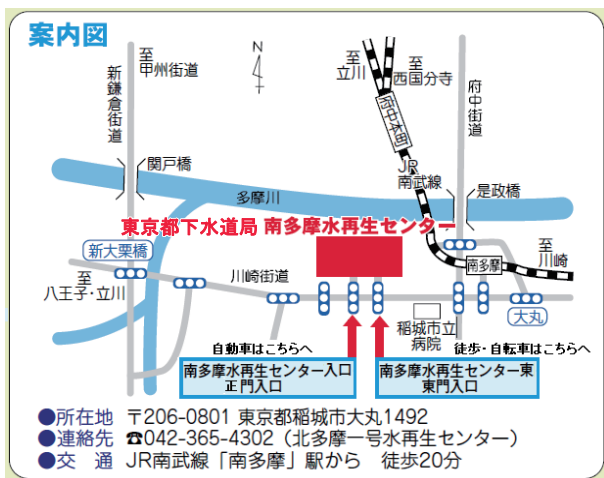 案内図
N
至
甲州街道
新鎌倉街道
至
立川
至
西国分寺
府中街道
府中本町
JR
南武線
関戸橋
多摩川
是政橋
東京都下水道局 南多摩水再生センター
新大栗橋
至
八王子・立川
川崎街道
南多摩
至
川崎
稲城市立
病院
大丸
自動車はこちらへ
徒歩・自転車はこちらへ
南多摩水再生センター入口
正門入口
南多摩水再生センター東
東門入口
●所在地 〒206-0801 東京都稲城市大丸1492
●連絡先 ☎042-365-4302（北多摩一号水再生センター）
●交 通 JR南武線「南多摩」駅から 徒歩20分